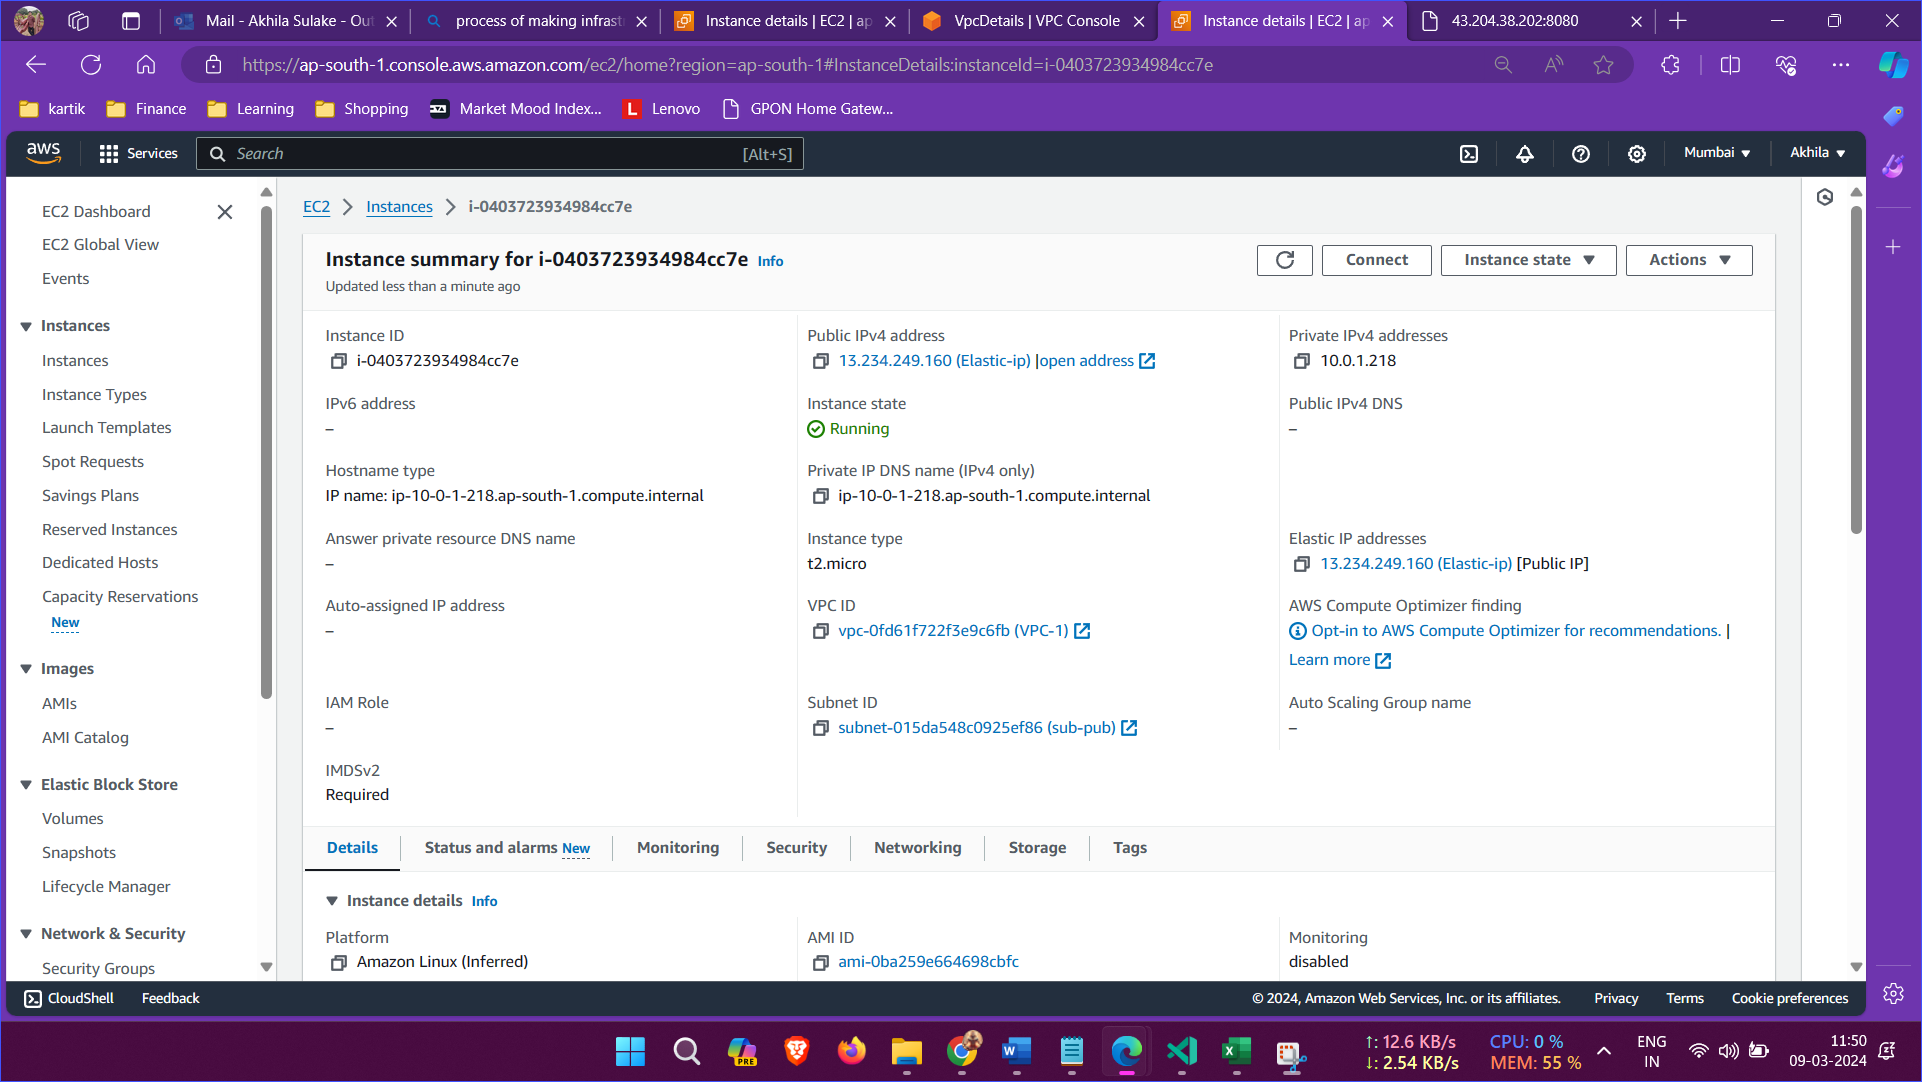 Mail - Akhila Sulake - Out
process of making infrastr
Instance details | EC2 | ap
VpcDetails | VPC Console
Instance details | EC2 | ap
43.204.38.202:8080
https://ap-south-1.console.aws.amazon.com/ec2/home?region=ap-south-1#InstanceDetails:instanceId=i-0403723934984cc7e
kartik
Finance
Learning
Shopping
Market Mood Index...
Lenovo
GPON Home Gatew...
aws
Services
Search
[Alt+S]
Mumbai
Akhila
EC2 Dashboard
EC2 Global View
Events
Instances
Instances
Instance Types
Launch Templates
Spot Requests
Savings Plans
Reserved Instances
Dedicated Hosts
Capacity Reservations
New
Images
AMIs
AMI Catalog
Elastic Block Store
Volumes
Snapshots
Lifecycle Manager
Network & Security
Security Groups
EC2
Instances
i-0403723934984cc7e
Instance summary for i-0403723934984cc7e Info
Updated less than a minute ago
Connect
Instance state
Actions
Instance ID
i-0403723934984cc7e
Public IPv4 address
13.234.249.160 (Elastic-ip) |open address
Private IPv4 addresses
10.0.1.218
IPv6 address
–
Instance state
Running
Public IPv4 DNS
–
Hostname type
IP name: ip-10-0-1-218.ap-south-1.compute.internal
Private IP DNS name (IPv4 only)
ip-10-0-1-218.ap-south-1.compute.internal
Answer private resource DNS name
–
Instance type
t2.micro
Elastic IP addresses
13.234.249.160 (Elastic-ip) [Public IP]
Auto-assigned IP address
–
VPC ID
vpc-0fd61f722f3e9c6fb (VPC-1)
AWS Compute Optimizer finding
Opt-in to AWS Compute Optimizer for recommendations. |
Learn more
IAM Role
–
Subnet ID
subnet-015da548c0925ef86 (sub-pub)
Auto Scaling Group name
–
IMDSv2
Required
Details
Status and alarms New
Monitoring
Security
Networking
Storage
Tags
Instance details Info
Platform
Amazon Linux (Inferred)
AMI ID
ami-0ba259e664698cbfc
Monitoring
disabled
CloudShell
Feedback
© 2024, Amazon Web Services, Inc. or its affiliates.
Privacy
Terms
Cookie preferences
PRE
↑: 12.6 KB/s
↓: 2.54 KB/s
CPU: 0 %
MEM: 55 %
ENG
IN
11:50
09-03-2024